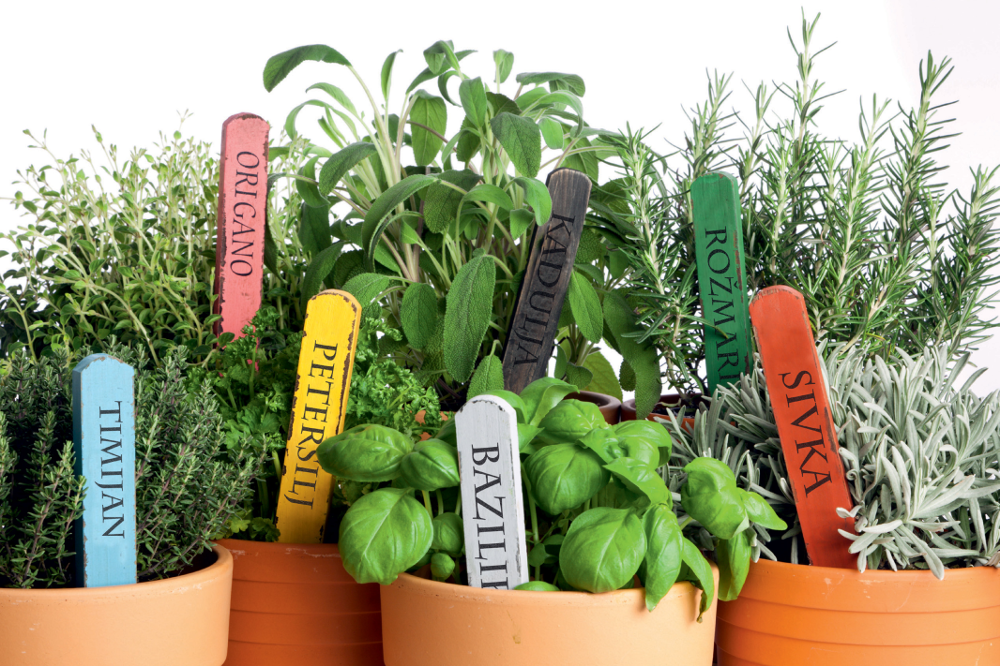 ORIGANO
KADULJA
ROŽMARI
PETERSILJ
SIVKA
TIMIJAN
BAZILI